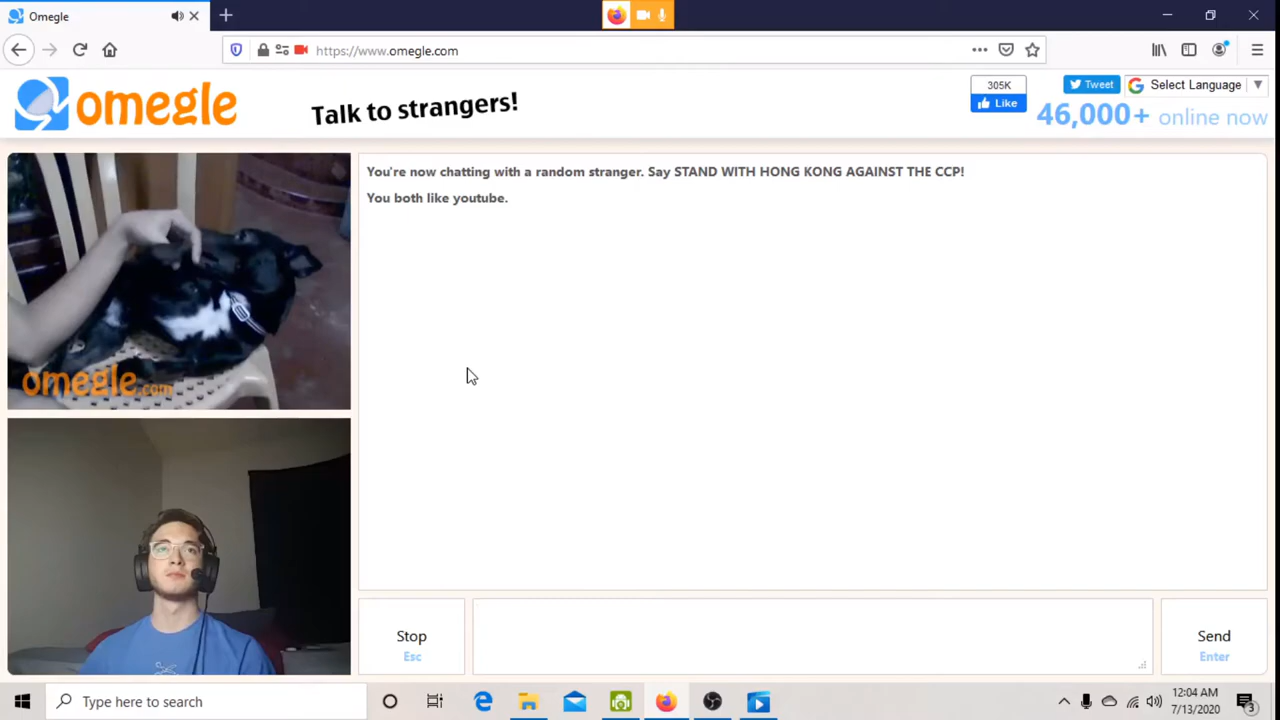 Omegle
https://www.omegle.com
omegle
Talk to strangers!
305K
Like
Tweet
Select Language
46,000+ online now
You're now chatting with a random stranger. Say STAND WITH HONG KONG AGAINST THE CCP!
You both like youtube.
omegle.com
Stop
Esc
Send
Enter
Type here to search
12:04 AM
7/13/2020
3